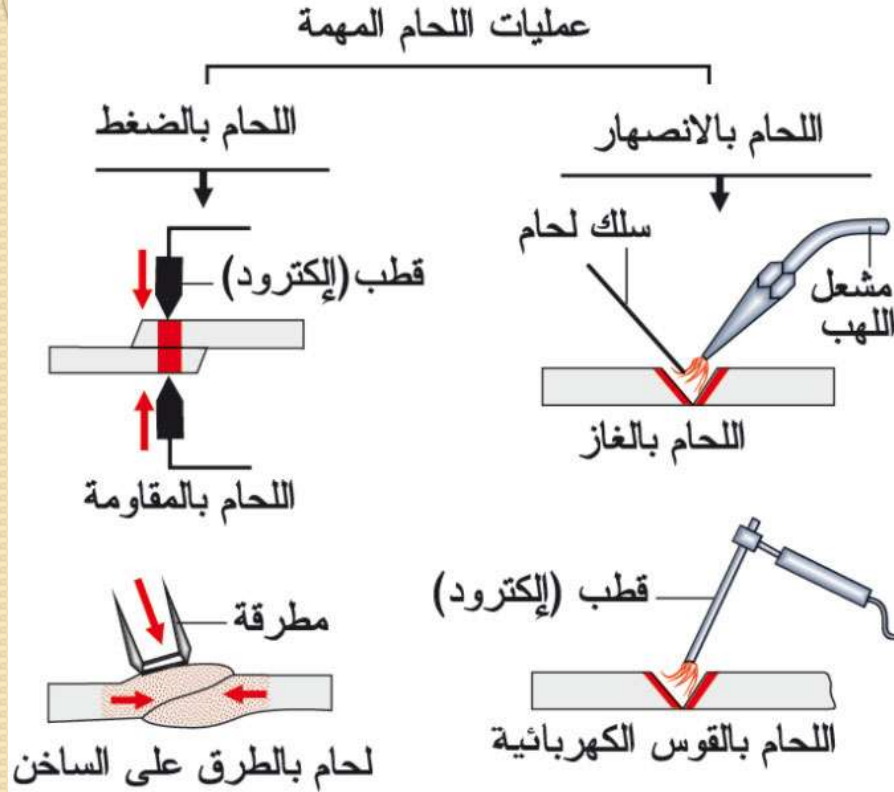 عمليات اللحام المهمة
اللحام بالانصهار
اللحام بالضغط
سلك لحام
مشعل
اللهب
اللحام بالغاز
قطب (إلكترود)
اللحام بالقوس الكهربائية
قطب (إلكترود)
اللحام بالمقاومة
مطرقة
لحام بالطرق على الساخن